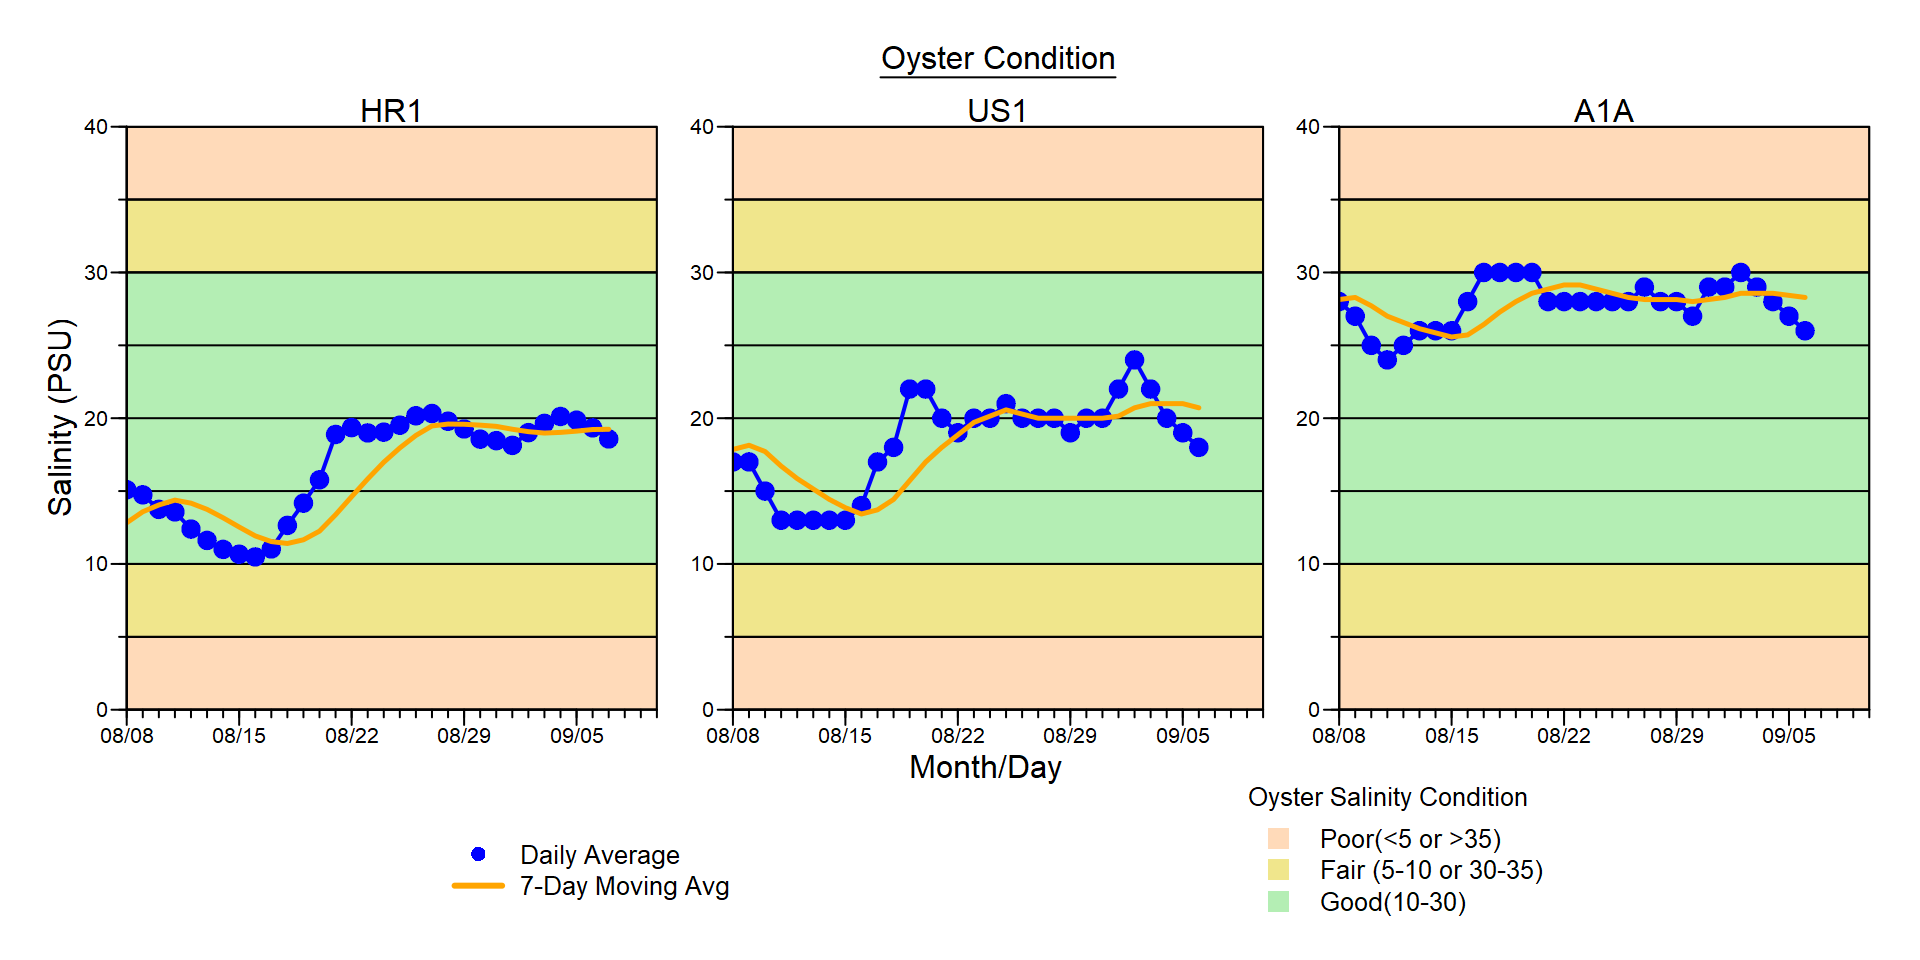 Oyster Condition
HR1
US1
A1A
Salinity (PSU)
40
30
20
10
0
08/08
08/15
08/22
08/29
09/05
40
30
20
10
0
08/08
08/15
08/22
08/29
09/05
40
30
20
10
0
08/08
08/15
08/22
08/29
09/05
Month/Day
Daily Average
7-Day Moving Avg
Oyster Salinity Condition
Poor(<5 or >35)
Fair (5-10 or 30-35)
Good(10-30)